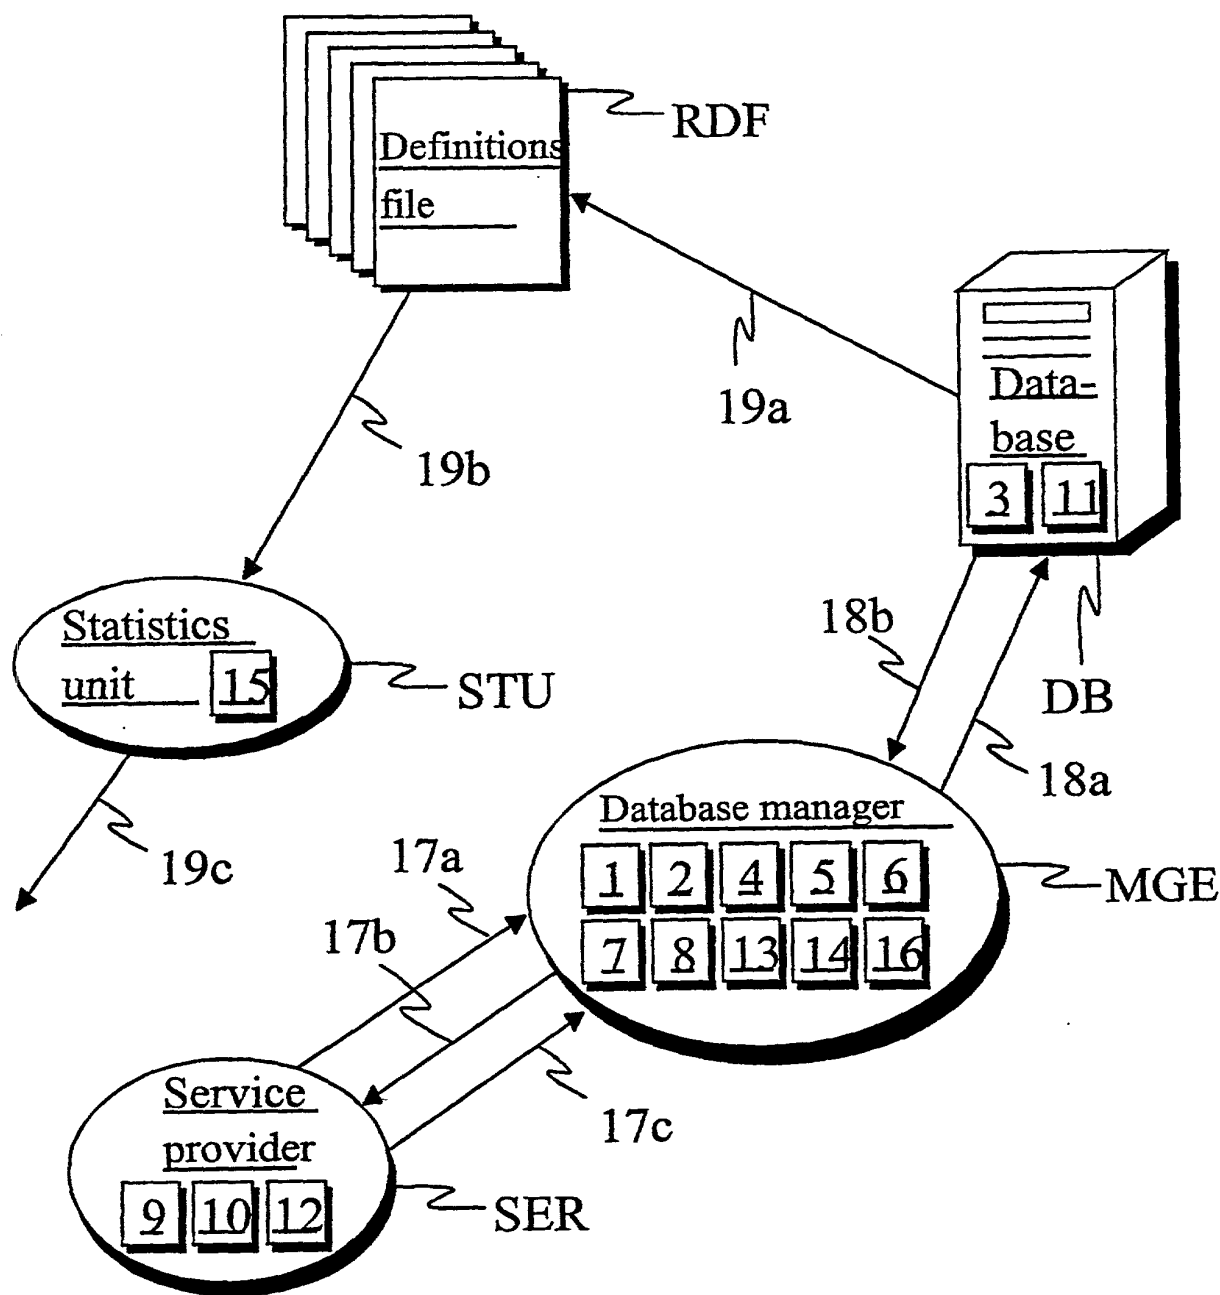 RDF
Definitions
file
19a
Data-
base
3 11
19b
Statistics
unit 15
STU
18b
DB
18a
Database manager
1 2 4 5 6
7 8 13 14 16
MGE
19c
17a
17b
17c
Service
provider
9 10 12
SER